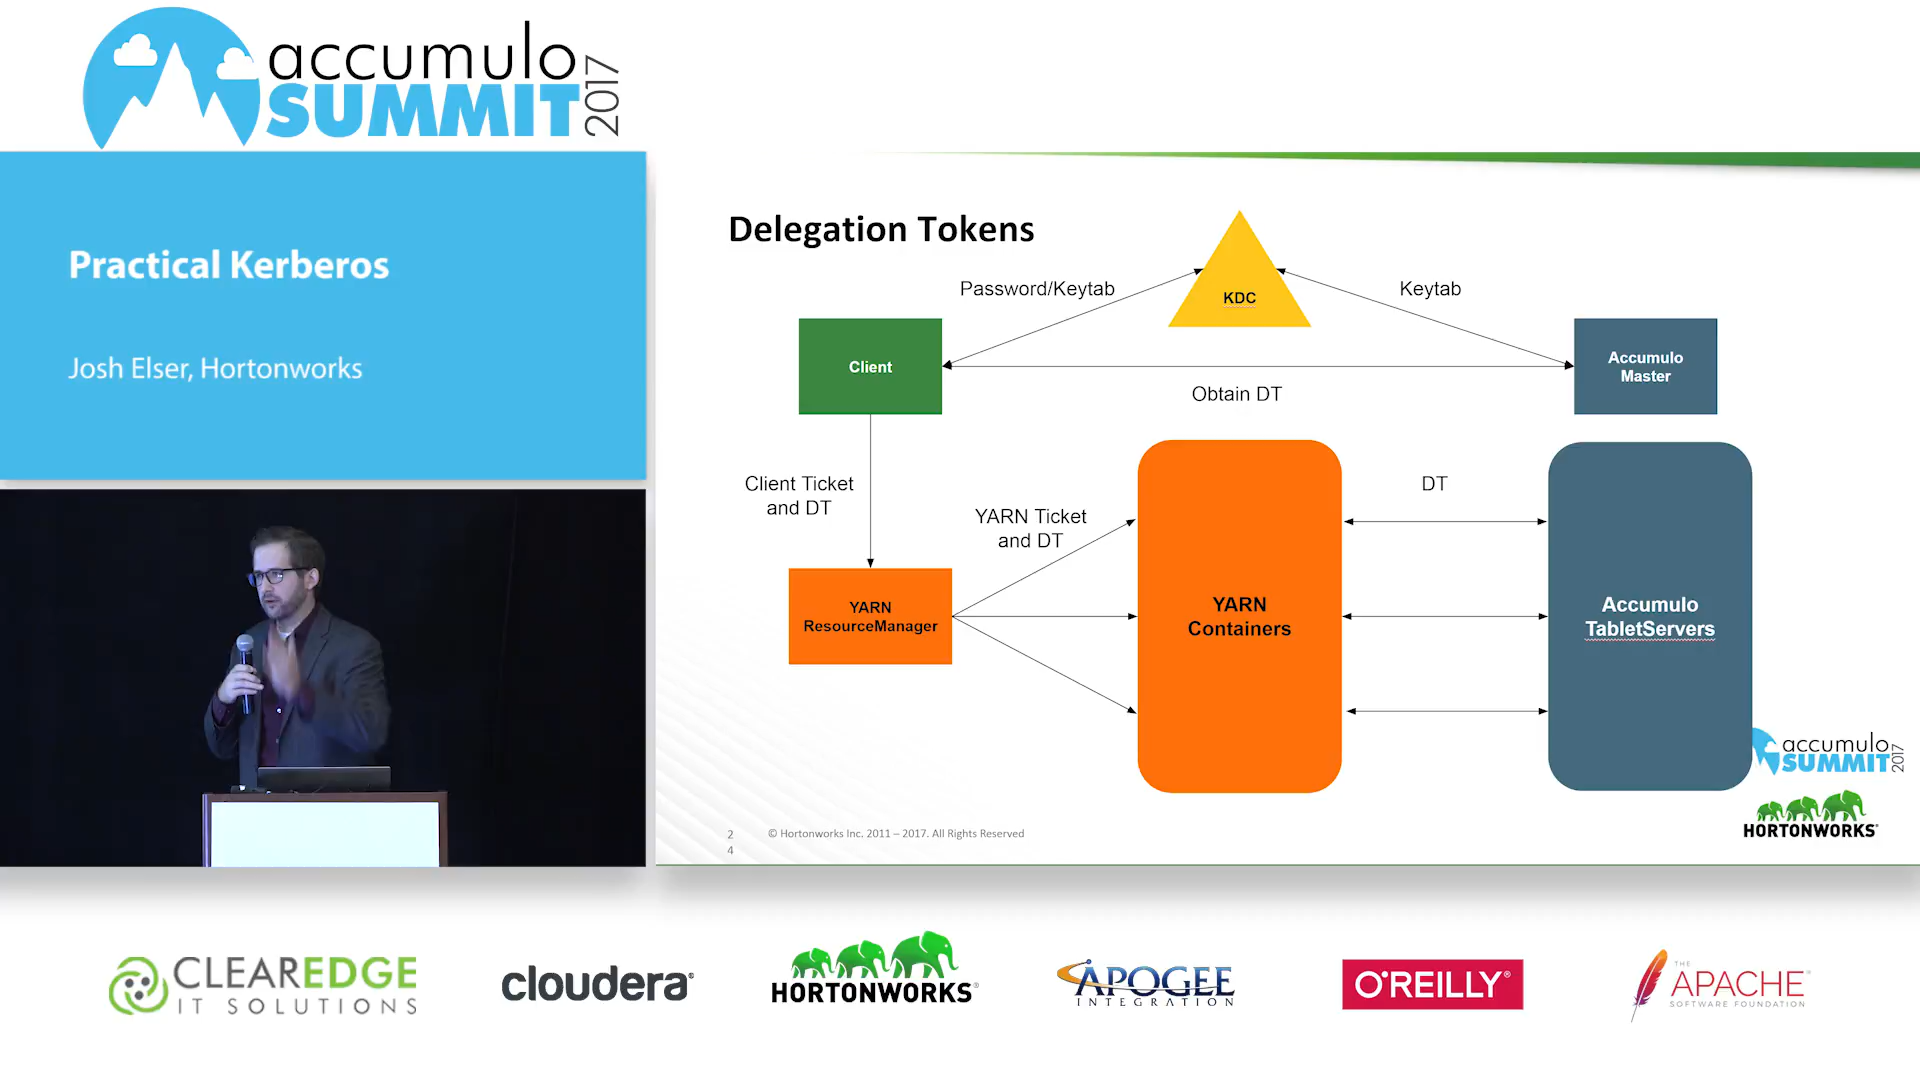 accumulo
SUMMIT
2017
Practical Kerberos
Josh Elser, Hortonworks
Delegation Tokens
Password/Keytab
KDC
Keytab
Client
Accumulo
Master
Obtain DT
Client Ticket
and DT
YARN Ticket
and DT
DT
YARN
ResourceManager
YARN
Containers
Accumulo
TabletServers
accumulo
SUMMIT
2017
HORTONWORKS®
2
4
© Hortonworks Inc. 2011 – 2017. All Rights Reserved
CLEAREDGE
IT SOLUTIONS
cloudera®
HORTONWORKS®
APOGEE
INTEGRATION
O'REILLY®
THE
APACHE®
SOFTWARE FOUNDATION